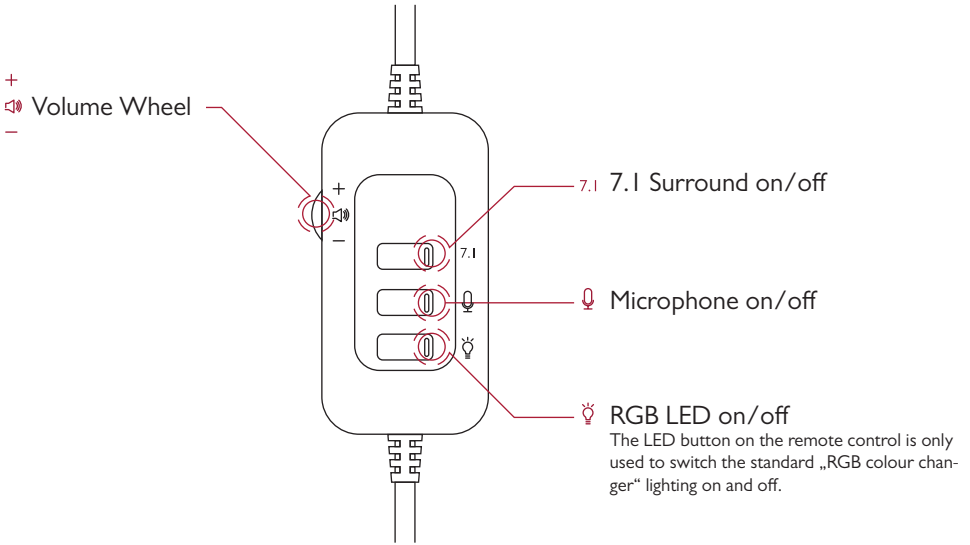 +
Volume Wheel
–
+
–
7.1
7.1 7.1 Surround on/off
Microphone on/off
RGB LED on/off
The LED button on the remote control is only
used to switch the standard „RGB colour chan-
ger“ lighting on and off.